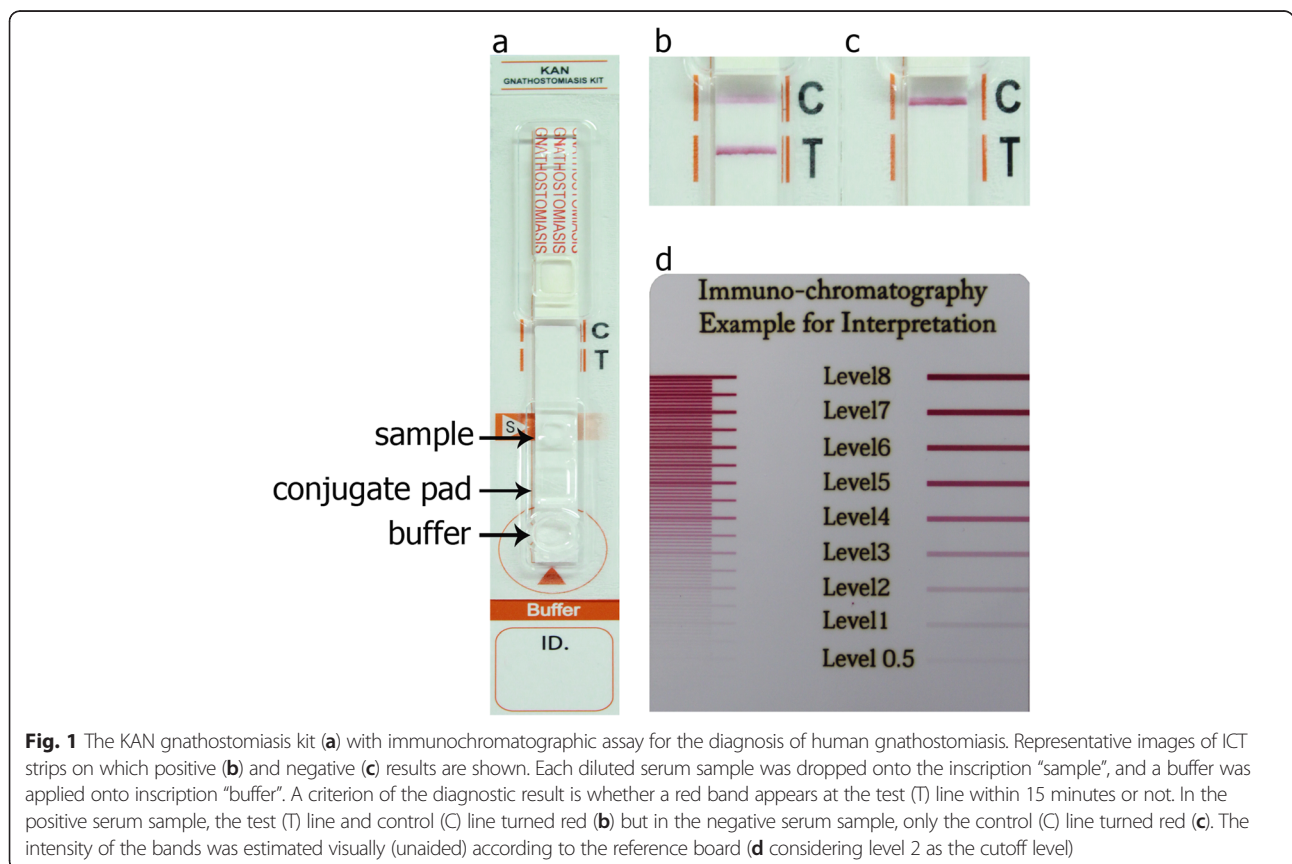 a
b
c
KAN
GNATHOSTOMIASIS KIT
GNATHOSTOMIASIS
GNATHOSTOMIASIS
GNATHOSTOMIASIS
C
T
C
T
C
T
S
sample
conjugate pad
buffer
Buffer
ID.
d
Immuno-chromatography
Example for Interpretation
Level8
Level7
Level6
Level5
Level4
Level3
Level2
Level1
Level 0.5
Fig. 1 The KAN gnathostomiasis kit (a) with immunochromatographic assay for the diagnosis of human gnathostomiasis. Representative images of ICT
strips on which positive (b) and negative (c) results are shown. Each diluted serum sample was dropped onto the inscription “sample”, and a buffer was
applied onto inscription “buffer”. A criterion of the diagnostic result is whether a red band appears at the test (T) line within 15 minutes or not. In the
positive serum sample, the test (T) line and control (C) line turned red (b) but in the negative serum sample, only the control (C) line turned red (c). The
intensity of the bands was estimated visually (unaided) according to the reference board (d considering level 2 as the cutoff level)